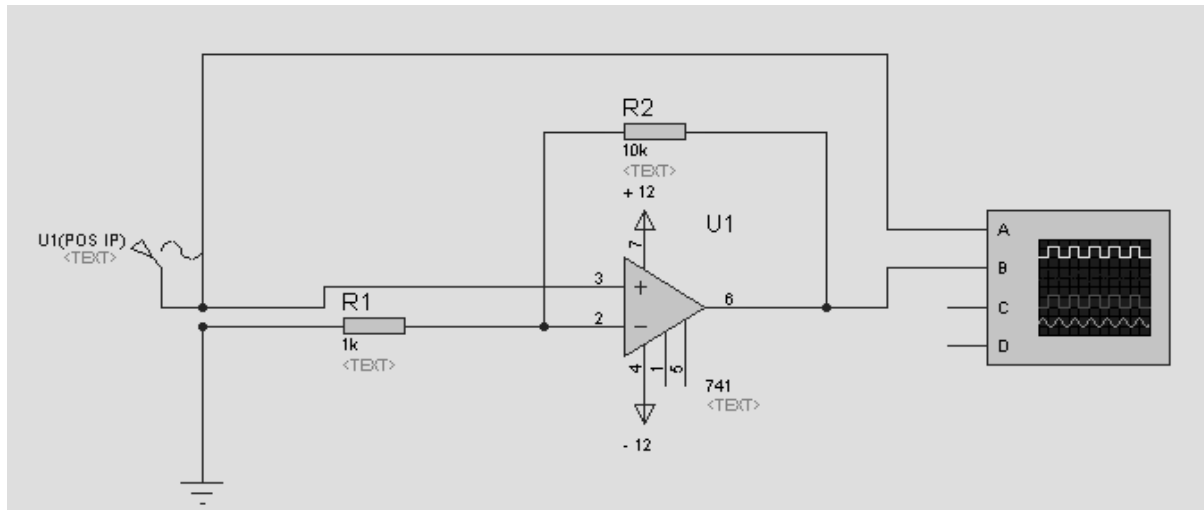 R2
10k
<TEXT>
+ 12
U1
7
U1(POS IP)
<TEXT>
A
B
C
D
3
6
R1
2
1k
<TEXT>
4
1
5
741
<TEXT>
- 12